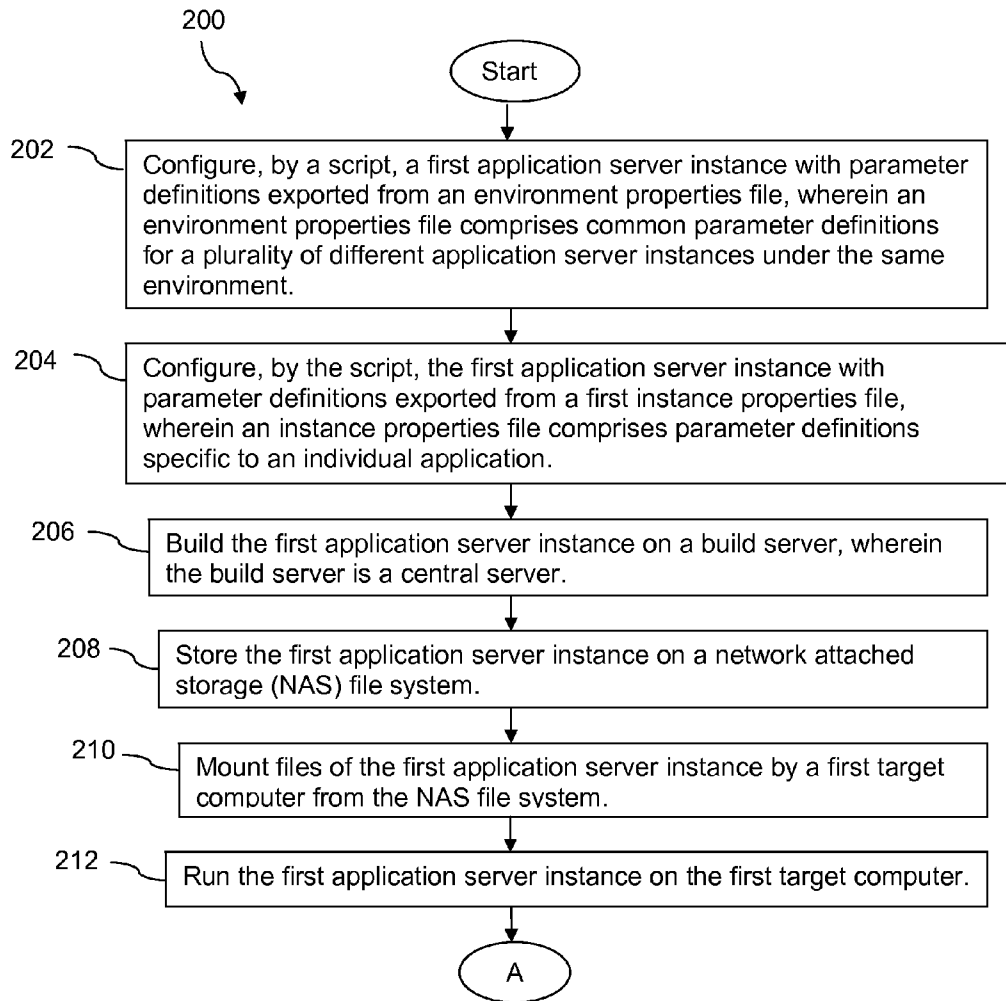 200
Start
202
Configure, by a script, a first application server instance with parameter
definitions exported from an environment properties file, wherein an
environment properties file comprises common parameter definitions
for a plurality of different application server instances under the same
environment.
204
Configure, by the script, the first application server instance with
parameter definitions exported from a first instance properties file,
wherein an instance properties file comprises parameter definitions
specific to an individual application.
206
Build the first application server instance on a build server, wherein
the build server is a central server.
208
Store the first application server instance on a network attached
storage (NAS) file system.
210
Mount files of the first application server instance by a first target
computer from the NAS file system.
212
Run the first application server instance on the first target computer.
A